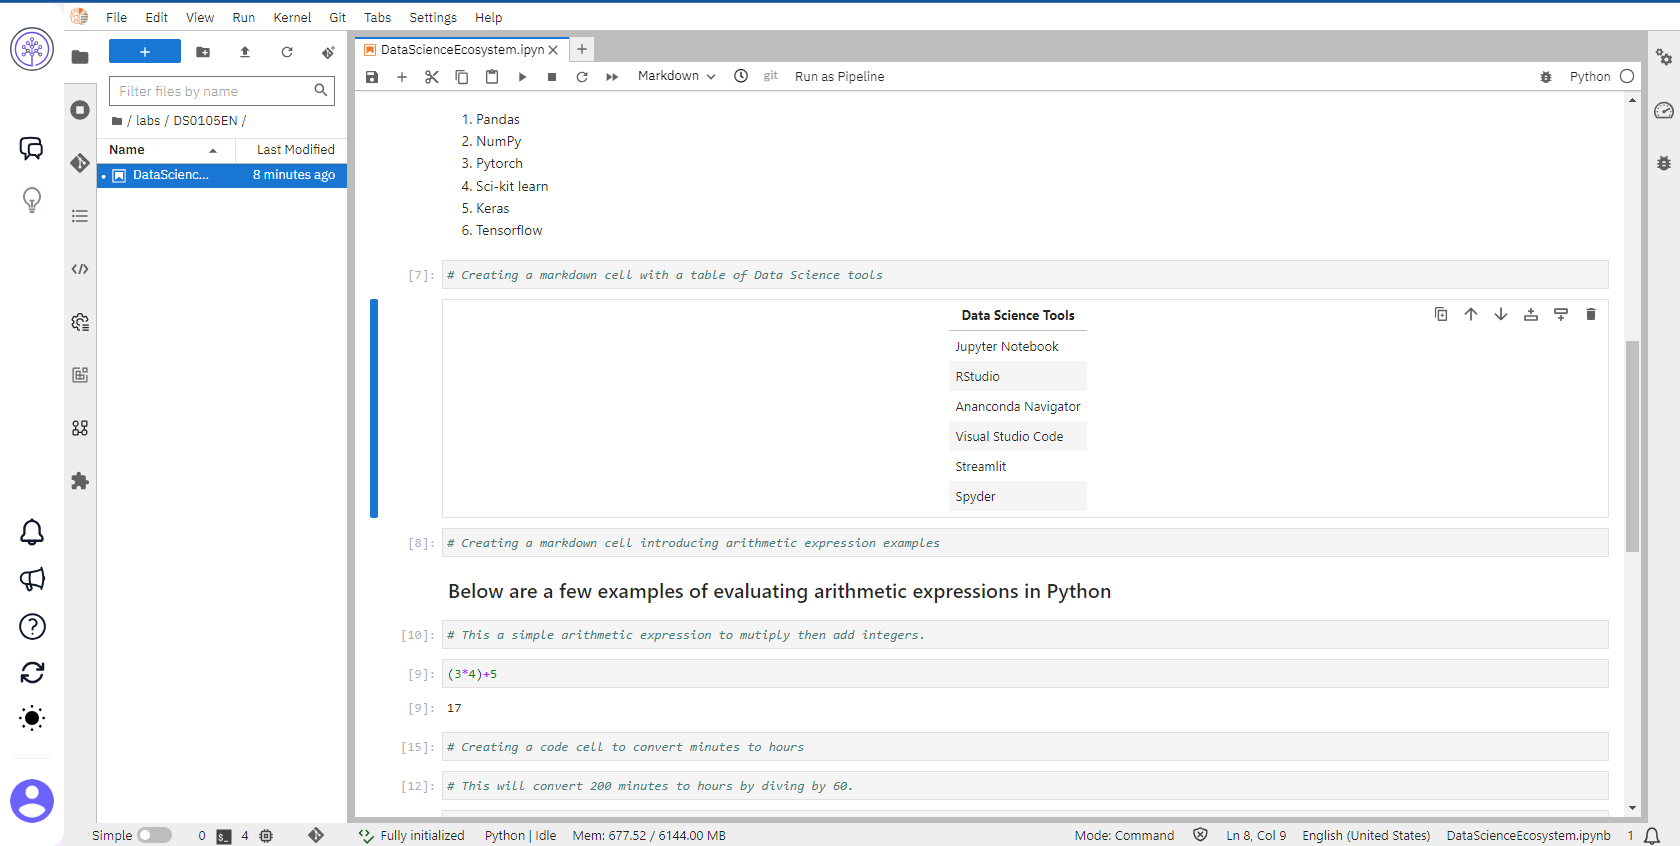 File Edit View Run Kernel Git Tabs Settings Help
DataScienceEcosystem.ipyn
Markdown git Run as Pipeline Python
Filter files by name
/ labs / DS0105EN /
Name Last Modified
DataScienc... 8 minutes ago
1. Pandas
2. NumPy
3. Pytorch
4. Sci-kit learn
5. Keras
6. Tensorflow
[7]: # Creating a markdown cell with a table of Data Science tools
Data Science Tools
Jupyter Notebook
RStudio
Ananconda Navigator
Visual Studio Code
Streamlit
Spyder
[8]: # Creating a markdown cell introducing arithmetic expression examples
Below are a few examples of evaluating arithmetic expressions in Python
[10]: # This a simple arithmetic expression to mutiply then add integers.
[9]: (3*4)+5
[9]: 17
[15]: # Creating a code cell to convert minutes to hours
[12]: # This will convert 200 minutes to hours by diving by 60.
Simple 0 4 Fully initialized Python | Idle Mem: 677.52 / 6144.00 MB Mode: Command Ln 8, Col 9 English (United States) DataScienceEcosystem.ipynb 1